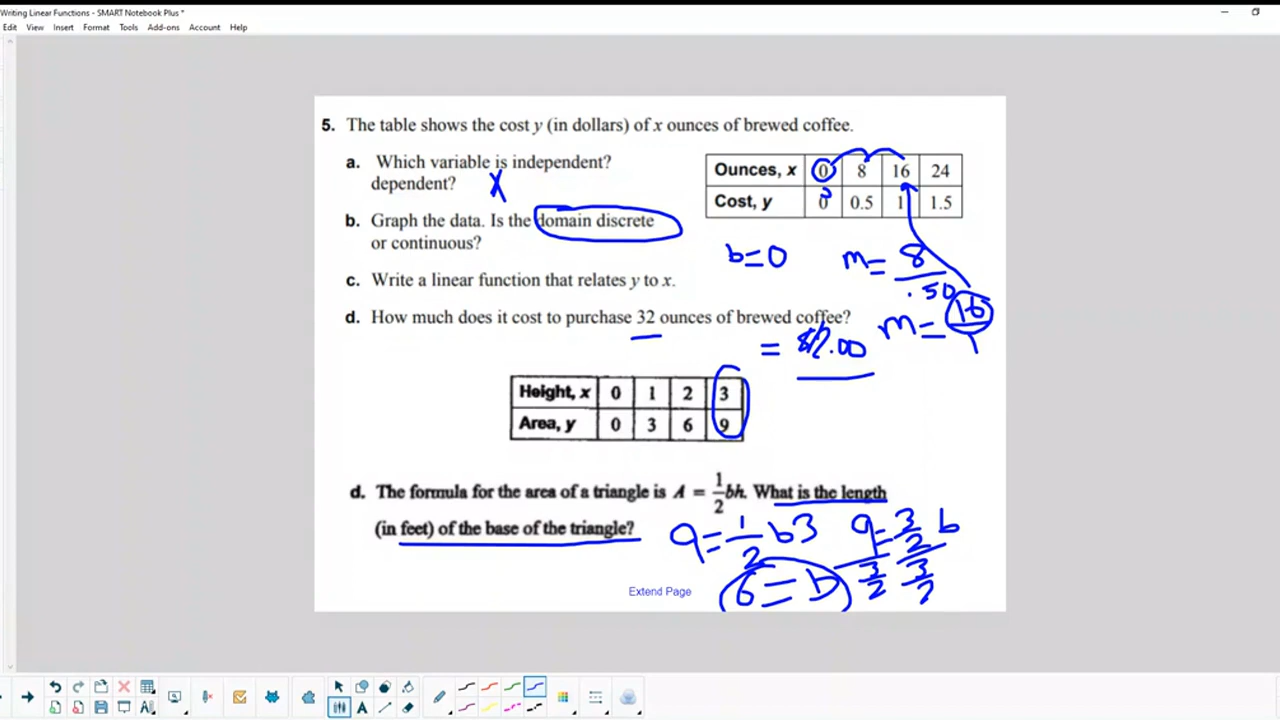 Writing Linear Functions - SMART Notebook Plus *
Edit View Insert Format Tools Add-ons Account Help
5. The table shows the cost y (in dollars) of x ounces of brewed coffee.
a. Which variable is independent?
dependent? X
b. Graph the data. Is the domain discrete
or continuous?
c. Write a linear function that relates y to x.
d. How much does it cost to purchase 32 ounces of brewed coffee?
Ounces, x 0 8 16 24
Cost, y 0 0.5 1 1.5
b=0
m= 8/.50
m= 16/1
= $2.00
Height, x 0 1 2 3
Area, y 0 3 6 9
d. The formula for the area of a triangle is A = 1/2 bh. What is the length
(in feet) of the base of the triangle?
9=1/2 b3
9=3/2 b
3/2 3/2
6=b
Extend Page